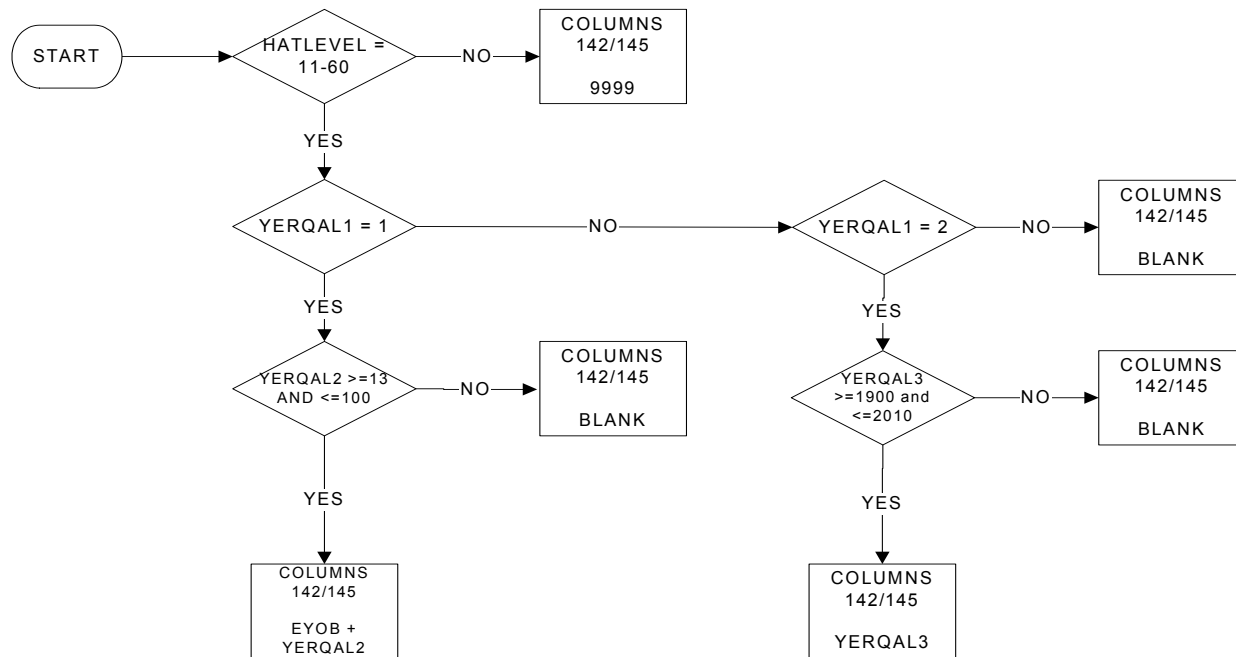 START
HATLEVEL =
11-60
NO
COLUMNS
142/145
9999
YES
YERQAL1 = 1
NO
YERQAL1 = 2
NO
COLUMNS
142/145
BLANK
YES
YES
YERQAL2 >=13
AND <=100
NO
COLUMNS
142/145
BLANK
YERQAL3
>=1900 and
<=2010
NO
COLUMNS
142/145
BLANK
YES
YES
COLUMNS
142/145
EYOB +
YERQAL2
COLUMNS
142/145
YERQAL3